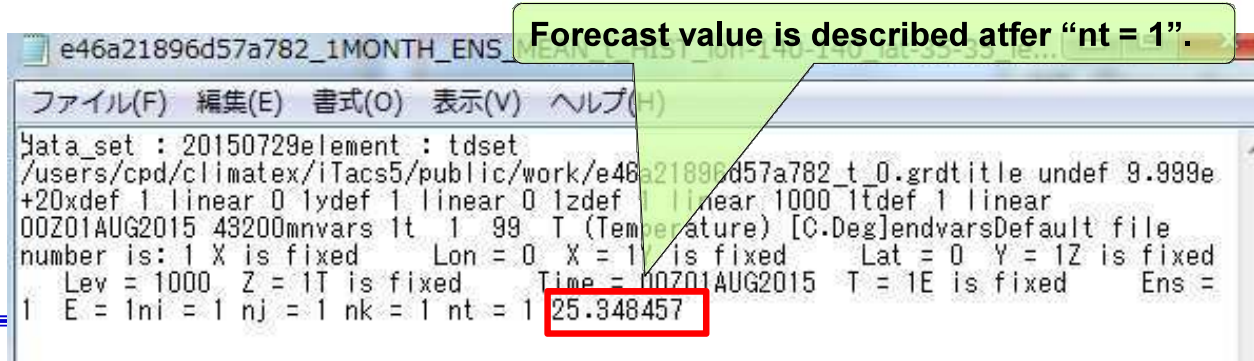 Forecast value is described atfer “nt = 1”.
e46a21896d57a782_1MONTH_ENS_MEAN_t_HIST_lon-140-140_lat-35-35_le...
ファイル(F) 編集(E) 書式(O) 表示(V) ヘルプ(H)
data_set : 20150729element : tdset
/users/cpd/climatex/iTacs5/public/work/e46a21896d57a782_t_0.grdtitle undef 9.999e
+20xdef 1 linear 0 1ydef 1 linear 0 1zdef 1 linear 1000 1tdef 1 linear
00Z01AUG2015 43200mnvars 1t 1 99 T (Temperature) [C.Deg]endvarsDefault file
number is: 1 X is fixed Lon = 0 X = 1Y is fixed Lat = 0 Y = 1Z is fixed
Lev = 1000 Z = 1T is fixed Time = 00Z01AUG2015 T = 1E is fixed Ens =
1 E = 1ni = 1 nj = 1 nk = 1 nt = 1 25.348457